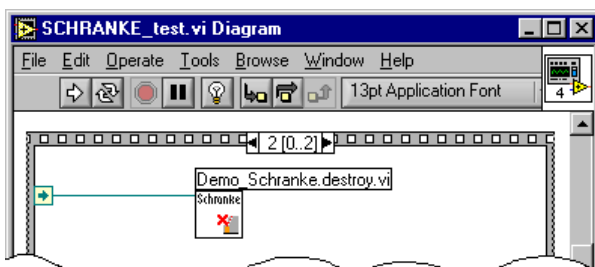 SCHRANKE_test.vi Diagram
File Edit Operate Tools Browse Window Help
13pt Application Font
4
2 [0..2]
Demo_Schranke.destroy.vi
Schranke